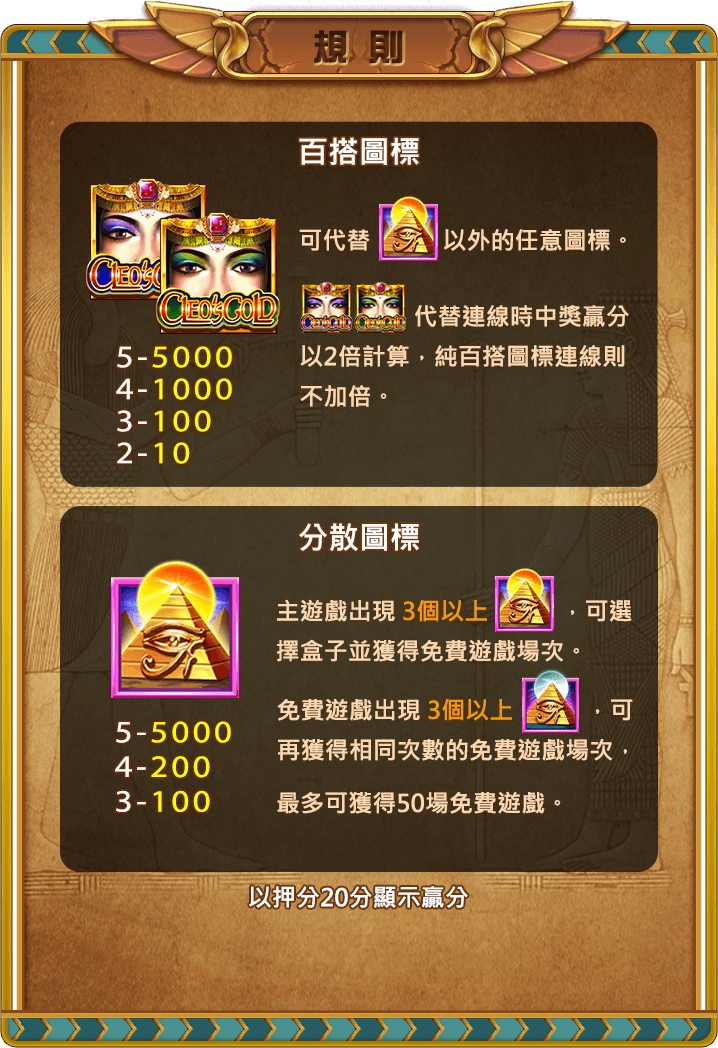 規則
百搭圖標
CLEO'SGOLD
可代替 以外的任意圖標。
代替連線時中獎贏分
以2倍計算,純百搭圖標連線則
不加倍。
5-5000
4-1000
3-100
2-10
分散圖標
主遊戲出現 3個以上 ,可選
擇盒子並獲得免費遊戲場次。
免費遊戲出現 3個以上 ,可
再獲得相同次數的免費遊戲場次,
最多可獲得50場免費遊戲。
5-5000
4-200
3-100
以押分20分顯示贏分